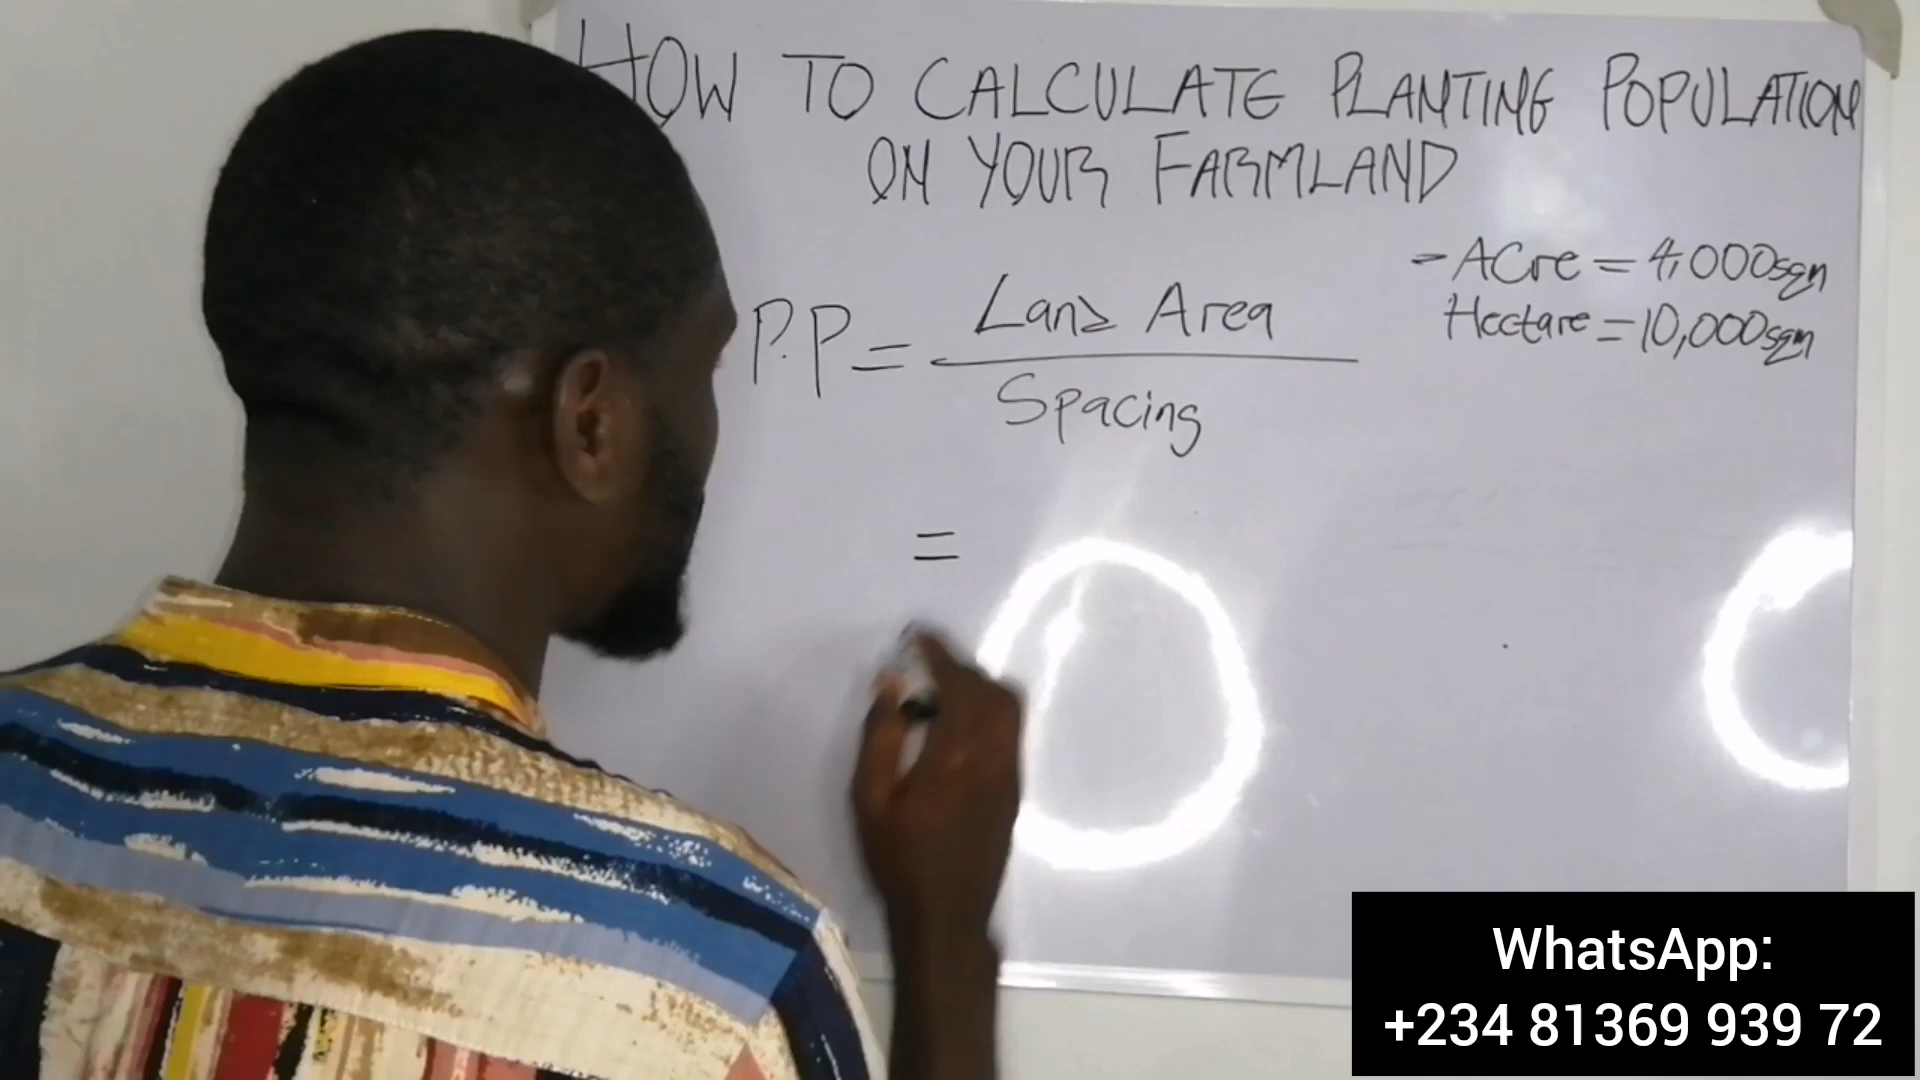 HOW TO CALCULATE PLANTING POPULATION
ON YOUR FARMLAND
- Acre = 4,000sqm
Hectare = 10,000sqm
P.P = Land Area
Spacing
=
WhatsApp:
+234 81369 939 72